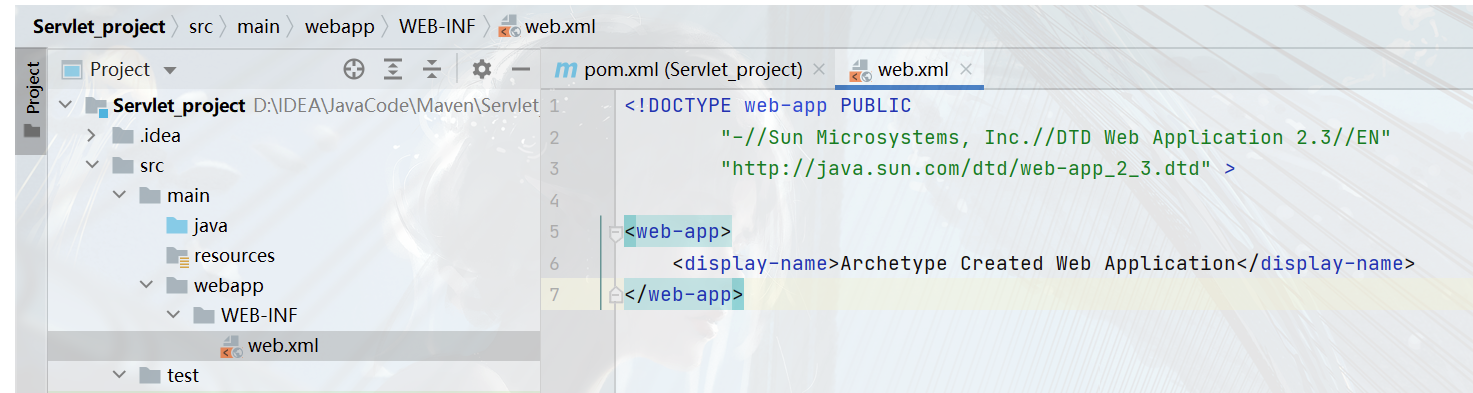 Servlet_project src main webapp WEB-INF web.xml
Project
Project
Servlet_project D:\IDEA\JavaCode\Maven\Servlet_
.idea
src
main
java
resources
webapp
WEB-INF
web.xml
test
pom.xml (Servlet_project) web.xml
1 <!DOCTYPE web-app PUBLIC
2 "-//Sun Microsystems, Inc.//DTD Web Application 2.3//EN"
3 "http://java.sun.com/dtd/web-app_2_3.dtd" >
4
5 <web-app>
6 <display-name>Archetype Created Web Application</display-name>
7 </web-app>